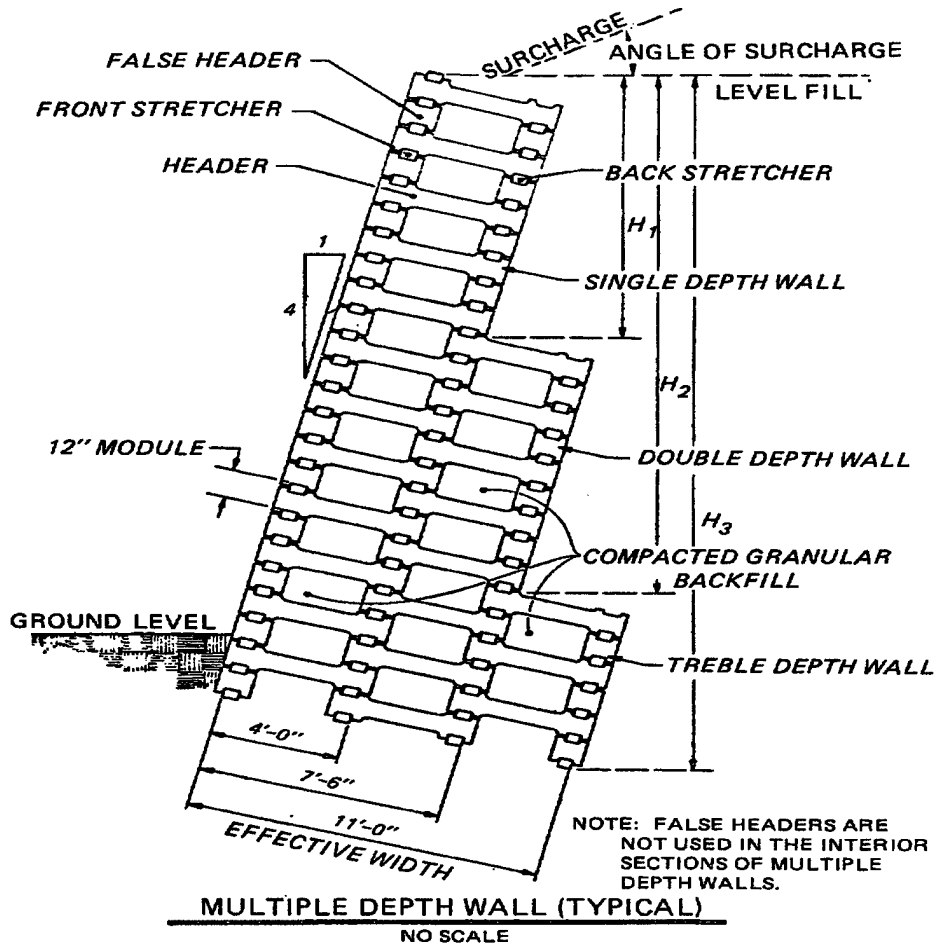 SURCHARGE
ANGLE OF SURCHARGE
FALSE HEADER
LEVEL FILL
FRONT STRETCHER
HEADER
BACK STRETCHER
H1
1
SINGLE DEPTH WALL
4
H2
12" MODULE
DOUBLE DEPTH WALL
H3
COMPACTED GRANULAR
BACKFILL
GROUND LEVEL
TREBLE DEPTH WALL
4'-0"
7'-6"
11'-0"
EFFECTIVE WIDTH
NOTE: FALSE HEADERS ARE
NOT USED IN THE INTERIOR
SECTIONS OF MULTIPLE
DEPTH WALLS.
MULTIPLE DEPTH WALL (TYPICAL)
NO SCALE